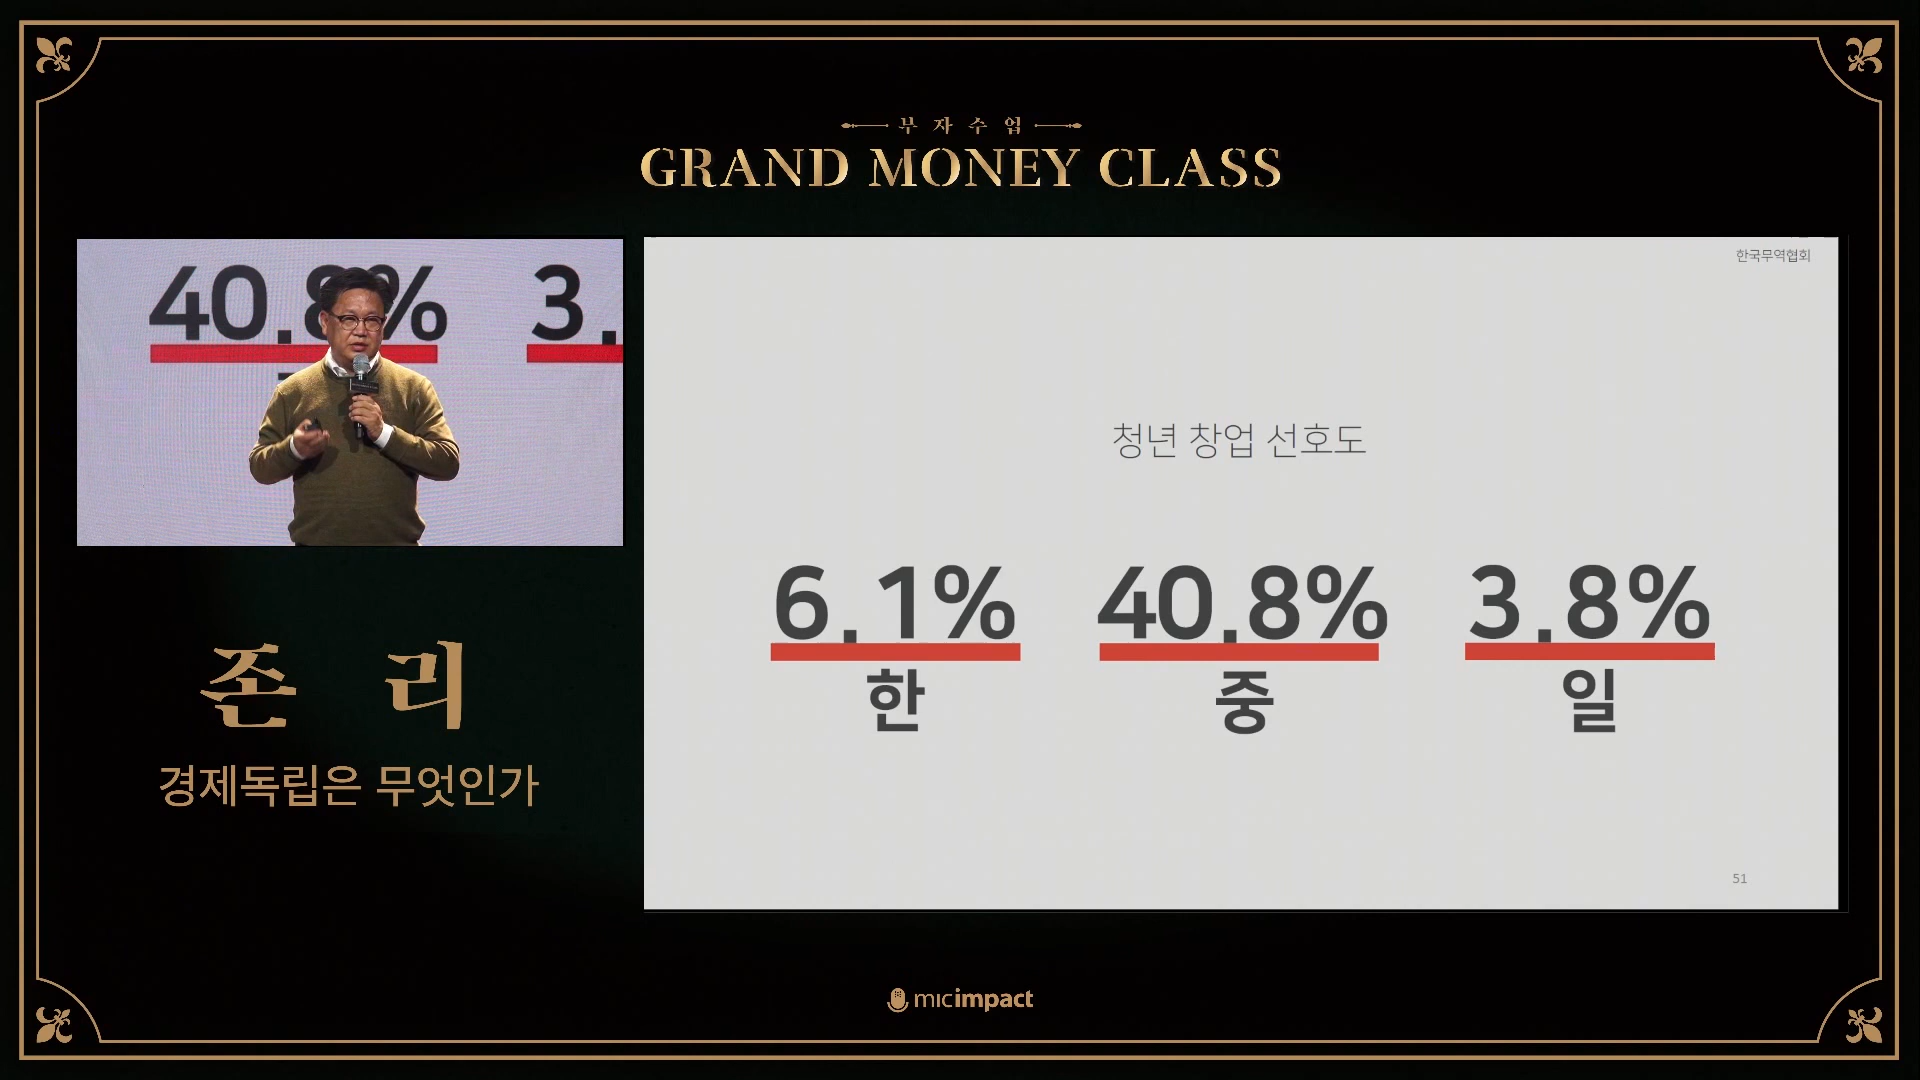 부자수업
GRAND MONEY CLASS
40.8% 3.
존 리
경제독립은 무엇인가
한국무역협회
청년 창업 선호도
6.1% 40.8% 3.8%
한 중 일
51
micimpact